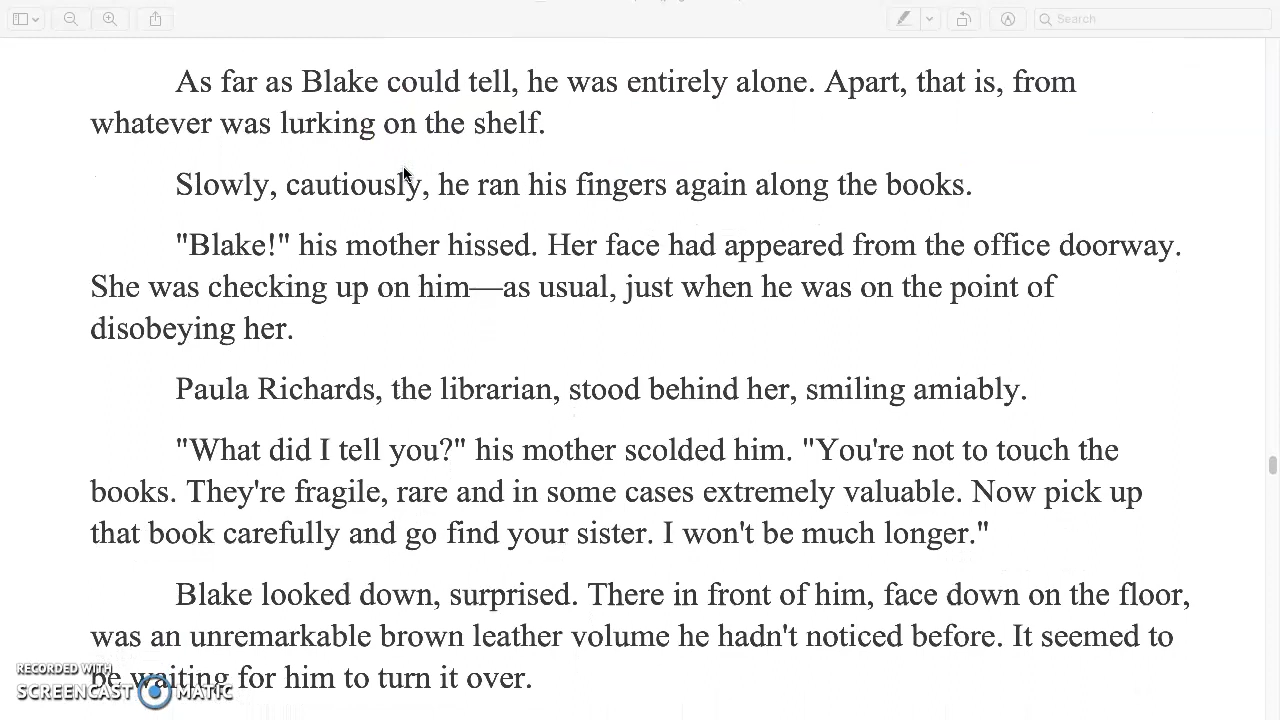 Search
As far as Blake could tell, he was entirely alone. Apart, that is, from
whatever was lurking on the shelf.
Slowly, cautiously, he ran his fingers again along the books.
"Blake!" his mother hissed. Her face had appeared from the office doorway.
She was checking up on him—as usual, just when he was on the point of
disobeying her.
Paula Richards, the librarian, stood behind her, smiling amiably.
"What did I tell you?" his mother scolded him. "You're not to touch the
books. They're fragile, rare and in some cases extremely valuable. Now pick up
that book carefully and go find your sister. I won't be much longer."
Blake looked down, surprised. There in front of him, face down on the floor,
was an unremarkable brown leather volume he hadn't noticed before. It seemed to
be waiting for him to turn it over.
RECORDED WITH
SCREENCAST MATIC